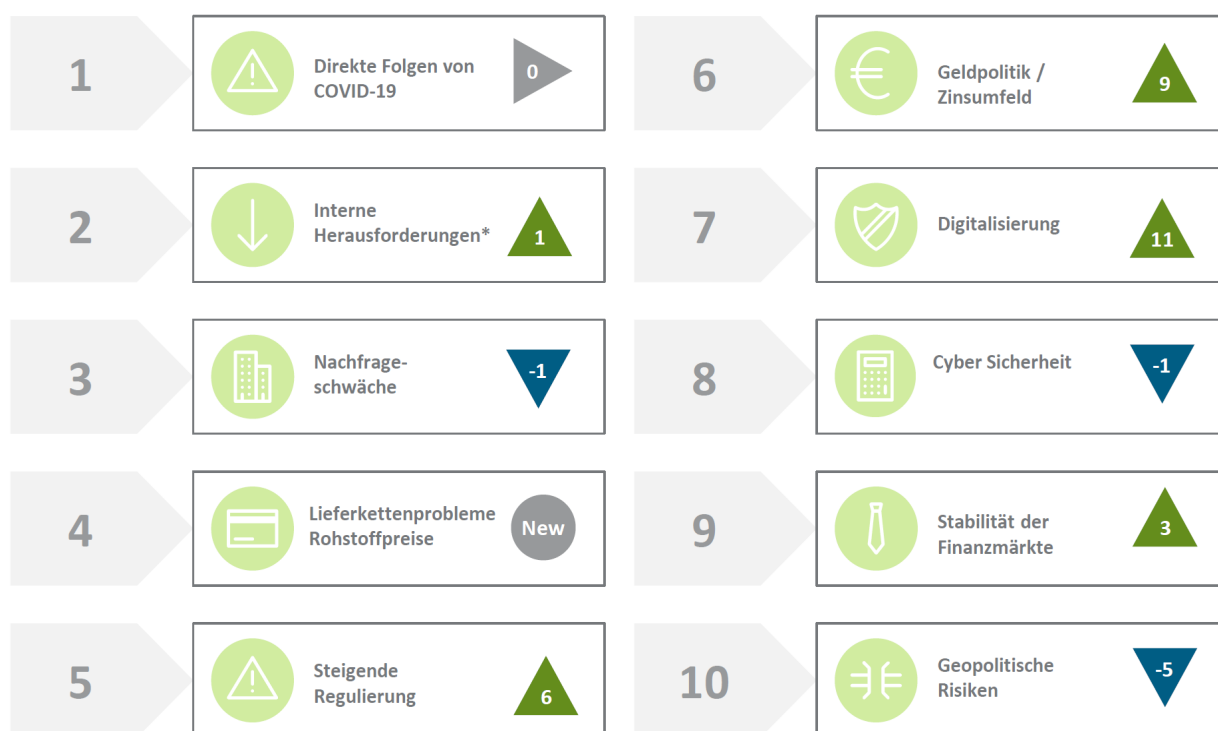 1
Direkte Folgen von
COVID-19
0
2
Interne
Herausforderungen*
1
3
Nachfrage-
schwäche
-1
4
Lieferkettenprobleme
Rohstoffpreise
New
5
Steigende
Regulierung
6
6
Geldpolitik /
Zinsumfeld
9
7
Digitalisierung
11
8
Cyber Sicherheit
-1
9
Stabilität der
Finanzmärkte
3
10
Geopolitische
Risiken
-5